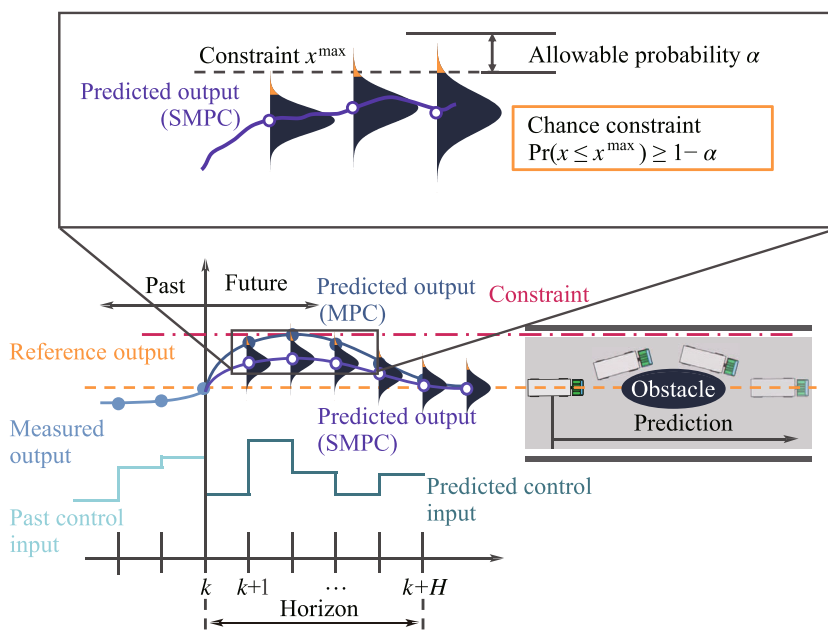 Constraint x^max
Allowable probability α
Predicted output
(SMPC)
Chance constraint
Pr(x ≤ x^max) ≥ 1− α
Past
Future
Predicted output
(MPC)
Constraint
Reference output
Obstacle
Prediction
Measured
output
Predicted output
(SMPC)
Past control
input
Predicted control
input
k
k+1
···
k+H
Horizon